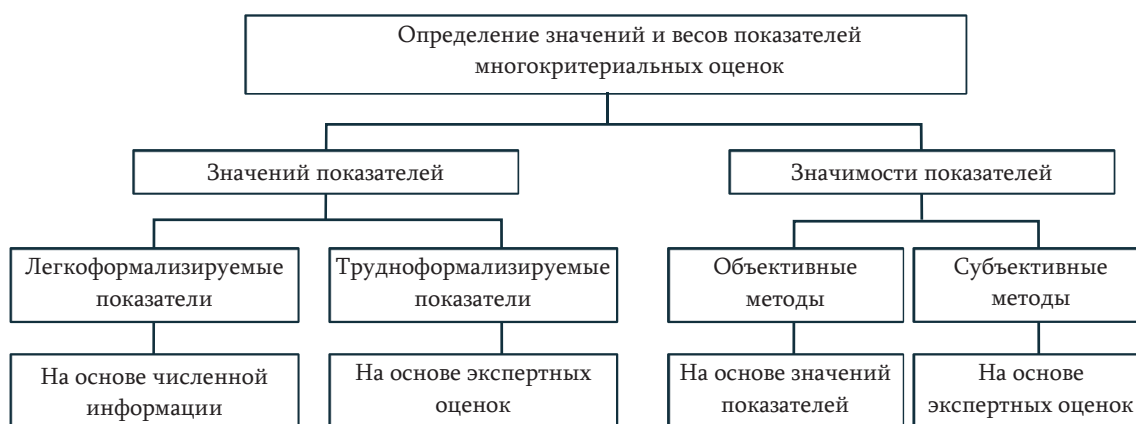 Определение значений и весов показателей
многокритериальных оценок
Значений показателей
Значимости показателей
Легкоформализируемые
показатели
Трудноформализируемые
показатели
Объективные
методы
Субъективные
методы
На основе численной
информации
На основе экспертных
оценок
На основе значений
показателей
На основе
экспертных оценок